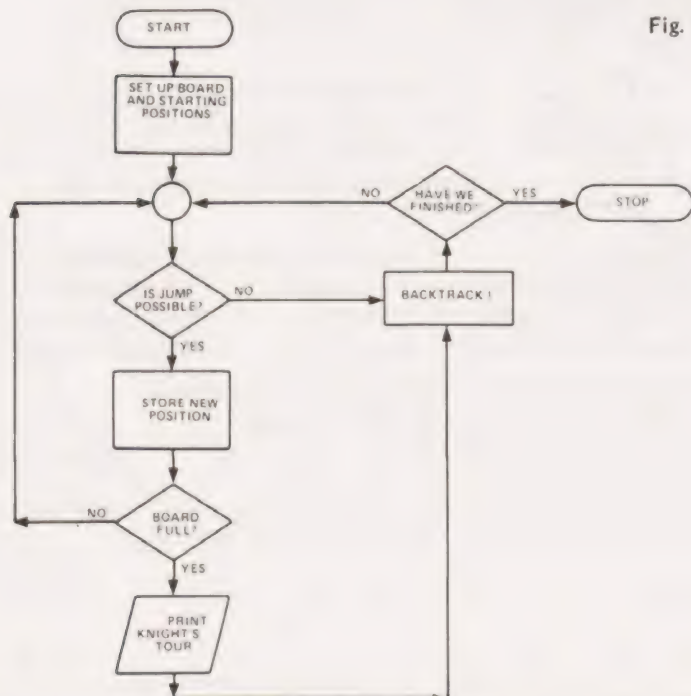 Fig.
START
SET UP BOARD
AND STARTING
POSITIONS
NO
HAVE WE
FINISHED?
YES
STOP
IS JUMP
POSSIBLE?
NO
BACKTRACK !
YES
STORE NEW
POSITION
NO
BOARD
FULL?
YES
PRINT
KNIGHT'S
TOUR